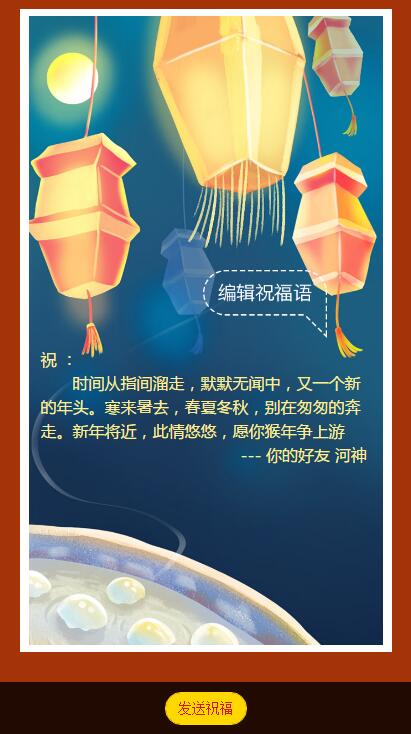 编辑祝福语
祝 ：
时间从指间溜走，默默无闻中，又一个新
的年头。寒来暑去，春夏冬秋，别在匆匆的奔
走。新年将近，此情悠悠，愿你猴年争上游
--- 你的好友 河神
发送祝福